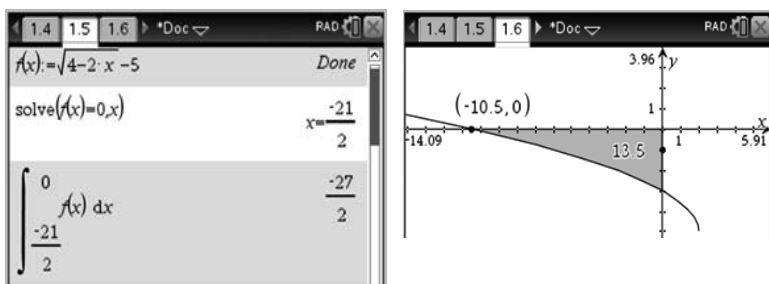 1.4 1.5 1.6 *Doc RAD
f(x):=√4−2·x −5 Done
solve(f(x)=0,x) x=-21/2
∫ 0 -21/2 f(x) dx -27/2
1.4 1.5 1.6 *Doc RAD
3.96 y
(-10.5,0)
1
x
-14.09 1 5.91
13.5